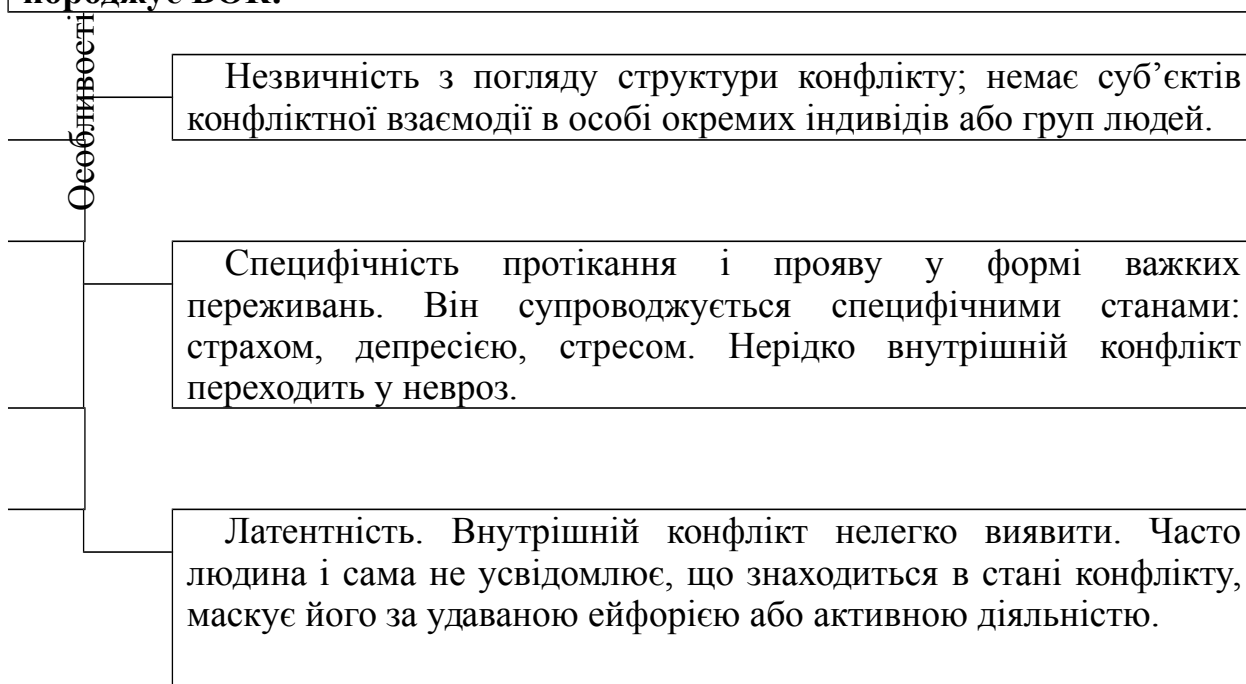 Особливості
Незвичність з погляду структури конфлікту; немає суб’єктів
конфліктної взаємодії в особі окремих індивідів або груп людей.
Специфічність протікання і прояву у формі важких
переживань. Він супроводжується специфічними станами:
страхом, депресією, стресом. Нерідко внутрішній конфлікт
переходить у невроз.
Латентність. Внутрішній конфлікт нелегко виявити. Часто
людина і сама не усвідомлює, що знаходиться в стані конфлікту,
маскує його за удаваною ейфорією або активною діяльністю.